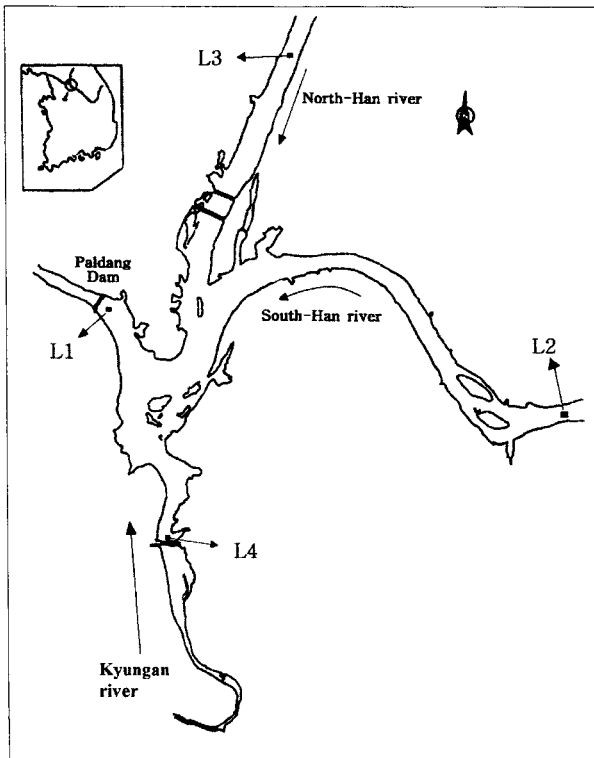 L3
North-Han river
Paldang
Dam
L1
South-Han river
L2
L4
Kyungan
river